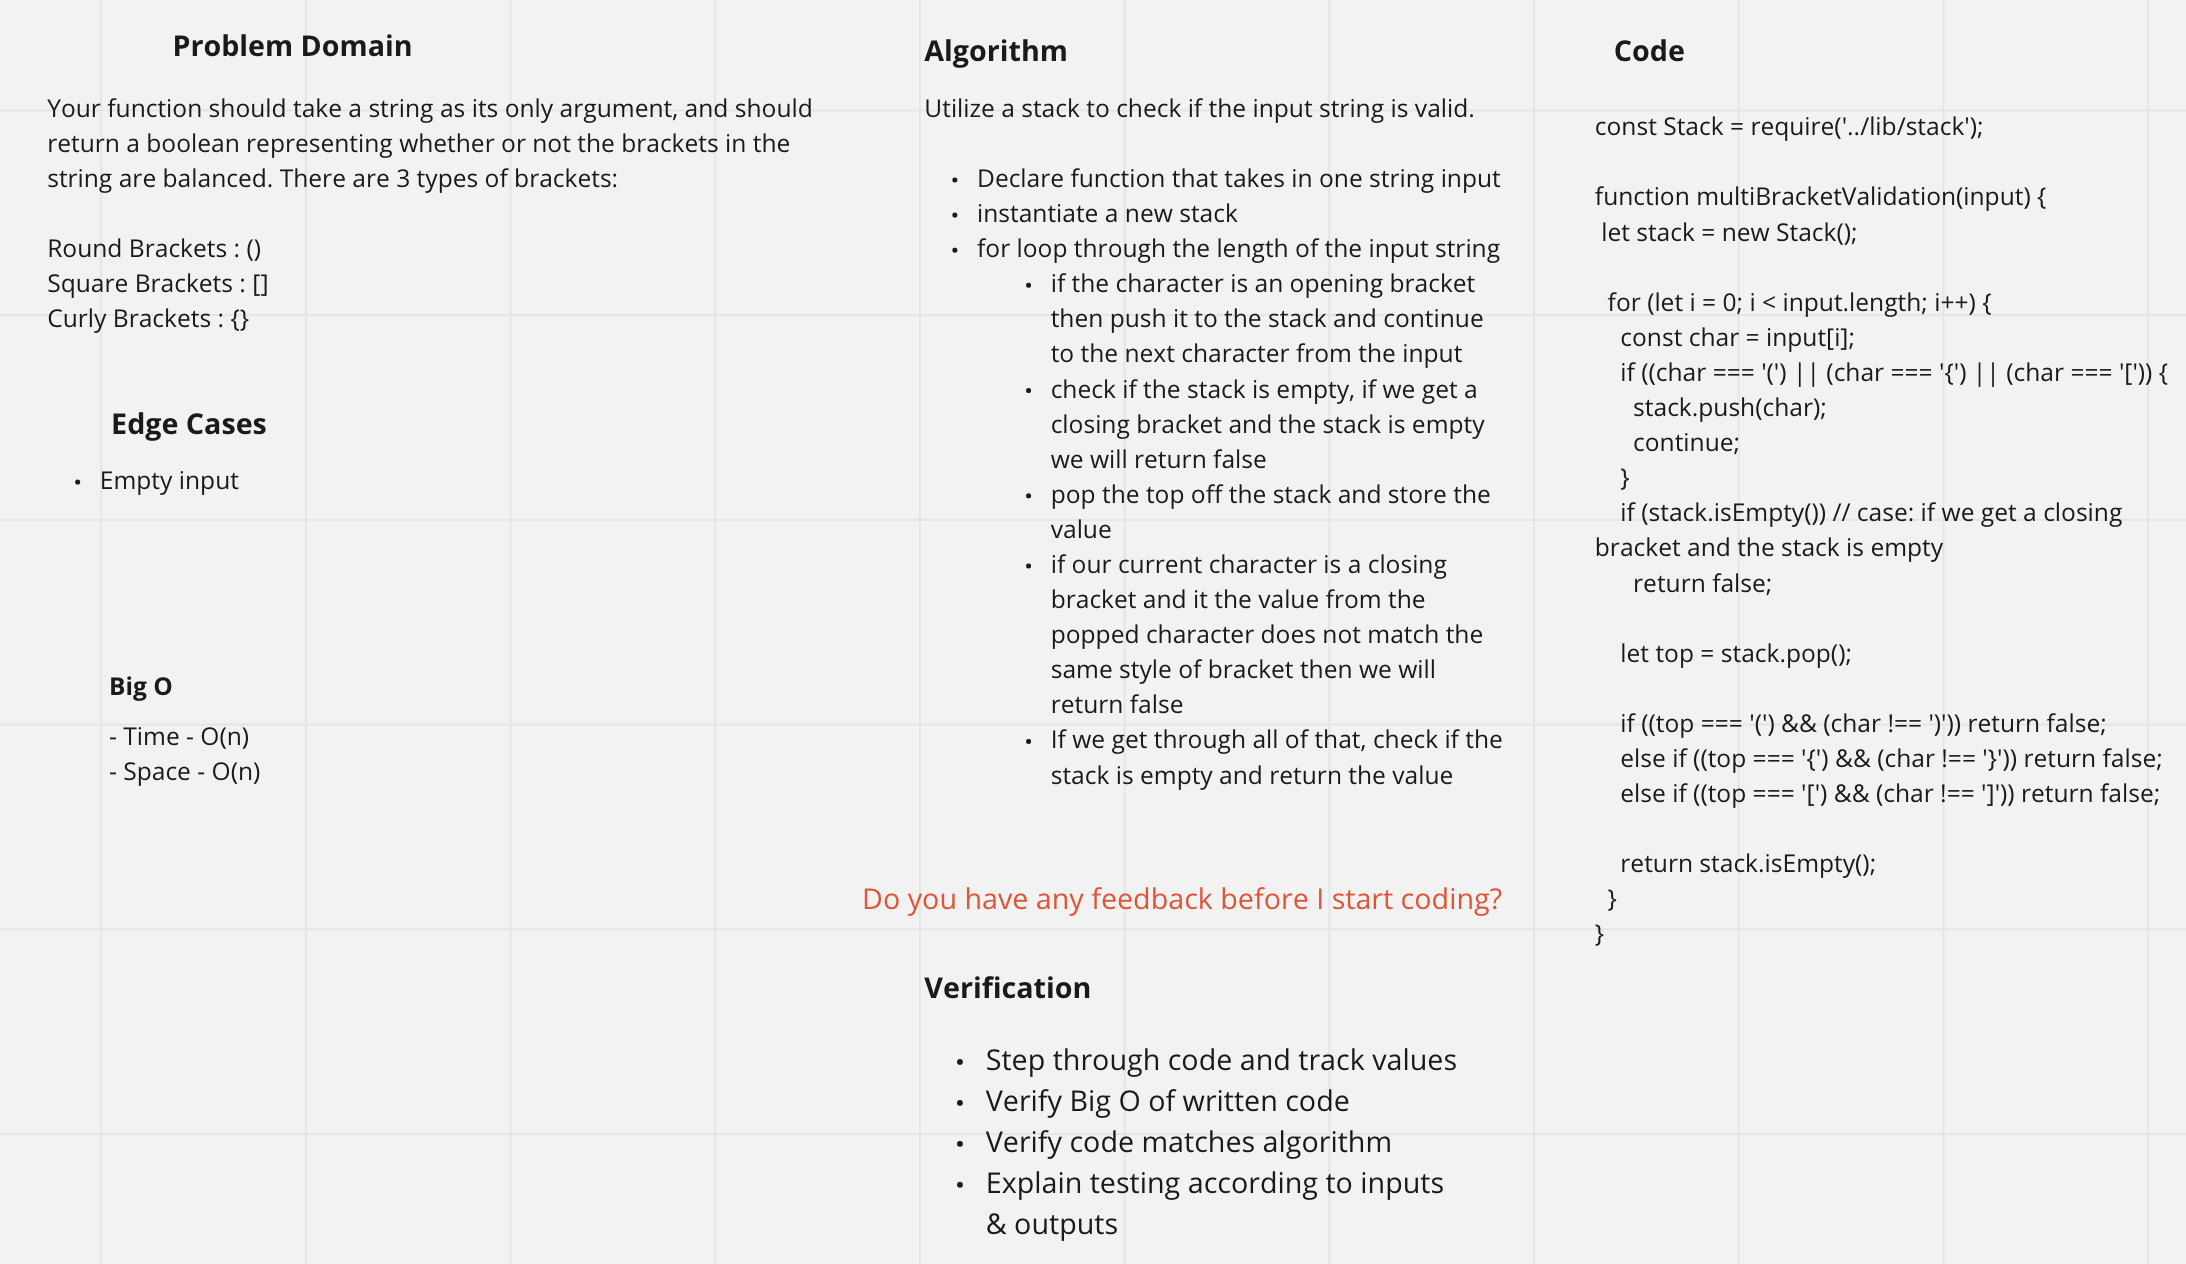 Problem Domain
Your function should take a string as its only argument, and should
return a boolean representing whether or not the brackets in the
string are balanced. There are 3 types of brackets:
Round Brackets : ()
Square Brackets : []
Curly Brackets : {}
Edge Cases
• Empty input
Big O
- Time - O(n)
- Space - O(n)
Algorithm
Utilize a stack to check if the input string is valid.
• Declare function that takes in one string input
• instantiate a new stack
• for loop through the length of the input string
• if the character is an opening bracket
then push it to the stack and continue
to the next character from the input
• check if the stack is empty, if we get a
closing bracket and the stack is empty
we will return false
• pop the top off the stack and store the
value
• if our current character is a closing
bracket and it the value from the
popped character does not match the
same style of bracket then we will
return false
• If we get through all of that, check if the
stack is empty and return the value
Do you have any feedback before I start coding?
Verification
• Step through code and track values
• Verify Big O of written code
• Verify code matches algorithm
• Explain testing according to inputs
& outputs
Code
const Stack = require('../lib/stack');
function multiBracketValidation(input) {
let stack = new Stack();
for (let i = 0; i < input.length; i++) {
const char = input[i];
if ((char === '(') || (char === '{') || (char === '[')) {
stack.push(char);
continue;
}
if (stack.isEmpty()) // case: if we get a closing
bracket and the stack is empty
return false;
let top = stack.pop();
if ((top === '(') && (char !== ')')) return false;
else if ((top === '{') && (char !== '}')) return false;
else if ((top === '[') && (char !== ']')) return false;
return stack.isEmpty();
}
}